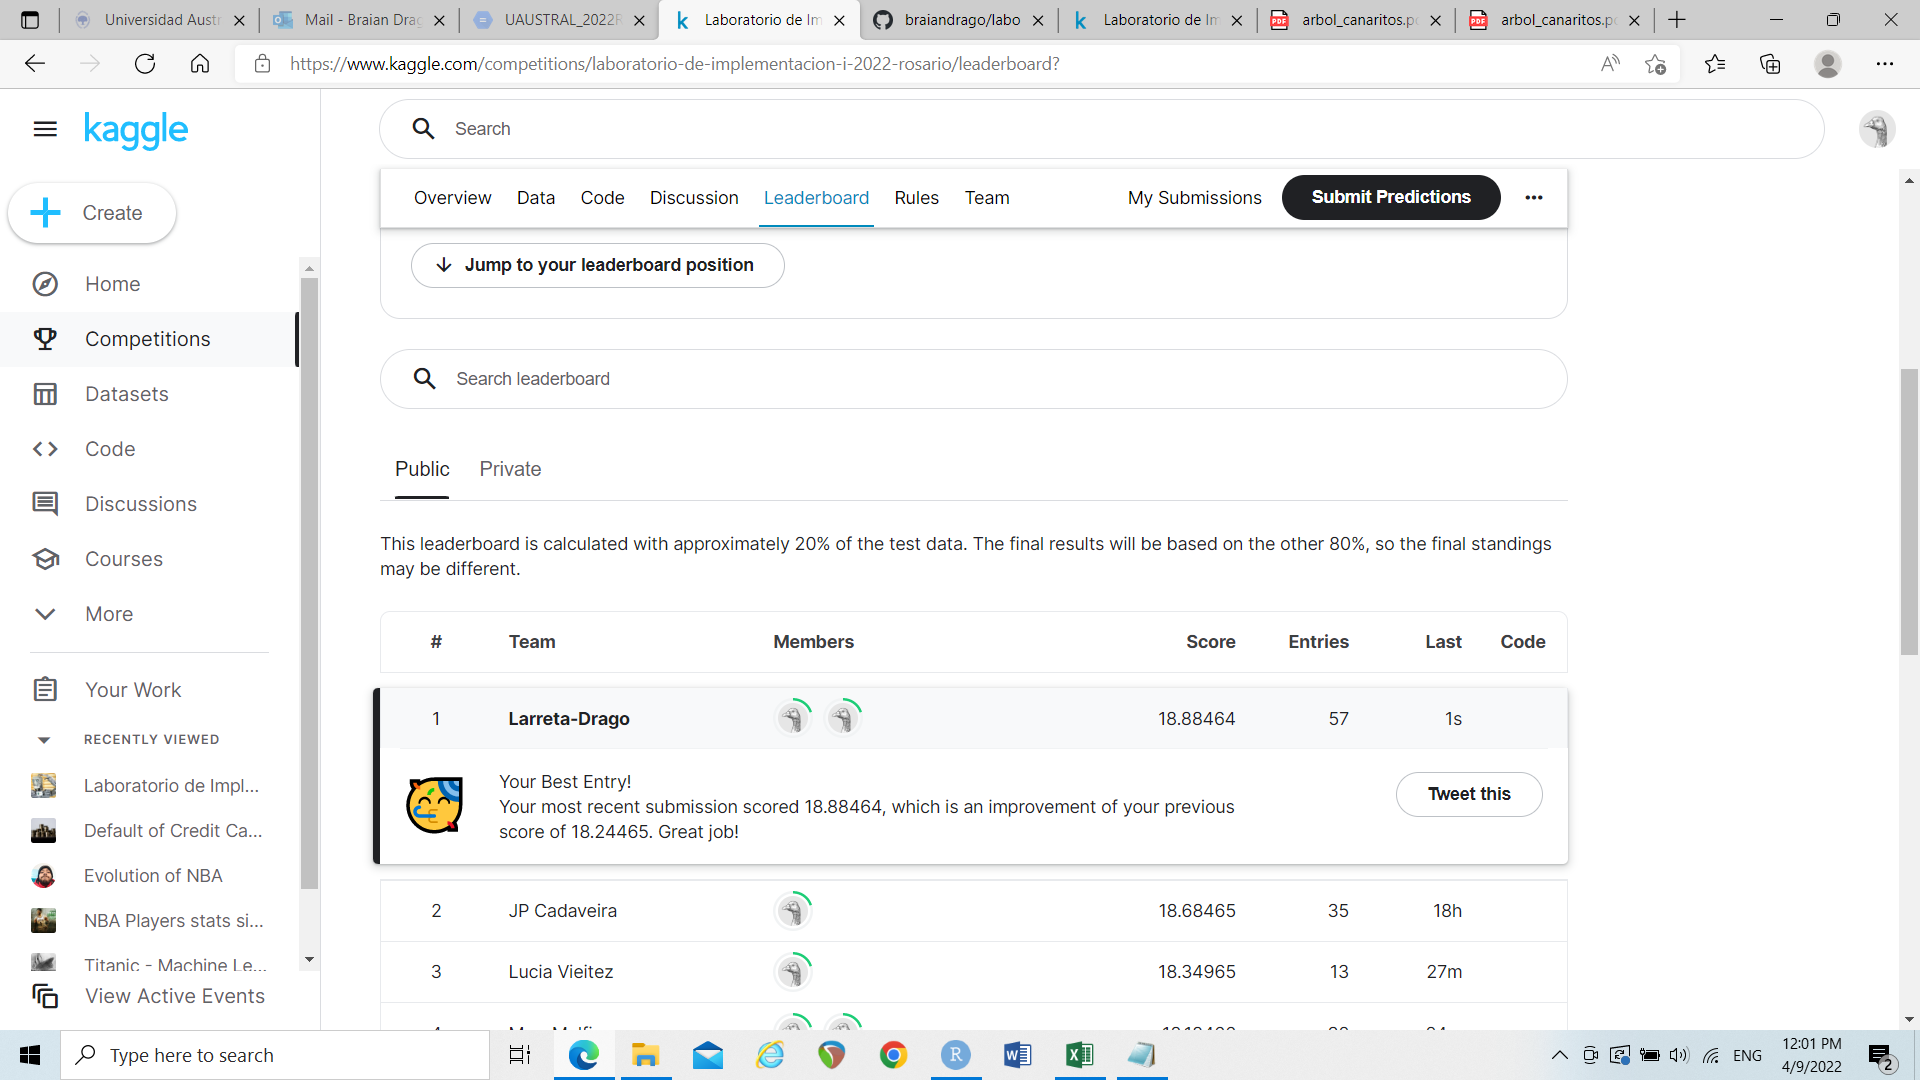 Universidad Austr
Mail - Braian Drag
UAUSTRAL_2022R
Laboratorio de Im
braiandrago/labo
Laboratorio de Im
arbol_canaritos.pd
arbol_canaritos.pd
https://www.kaggle.com/competitions/laboratorio-de-implementacion-i-2022-rosario/leaderboard?
kaggle
Search
Create
Overview Data Code Discussion Leaderboard Rules Team My Submissions Submit Predictions
Jump to your leaderboard position
Home
Competitions
Datasets
Code
Discussions
Courses
More
Your Work
RECENTLY VIEWED
Laboratorio de Impl...
Default of Credit Ca...
Evolution of NBA
NBA Players stats si...
Titanic - Machine Le...
View Active Events
Search leaderboard
Public Private
This leaderboard is calculated with approximately 20% of the test data. The final results will be based on the other 80%, so the final standings
may be different.
# Team Members Score Entries Last Code
1 Larreta-Drago 18.88464 57 1s
Your Best Entry!
Your most recent submission scored 18.88464, which is an improvement of your previous
score of 18.24465. Great job!
Tweet this
2 JP Cadaveira 18.68465 35 18h
3 Lucia Vieitez 18.34965 13 27m
Type here to search
ENG
12:01 PM
4/9/2022
2